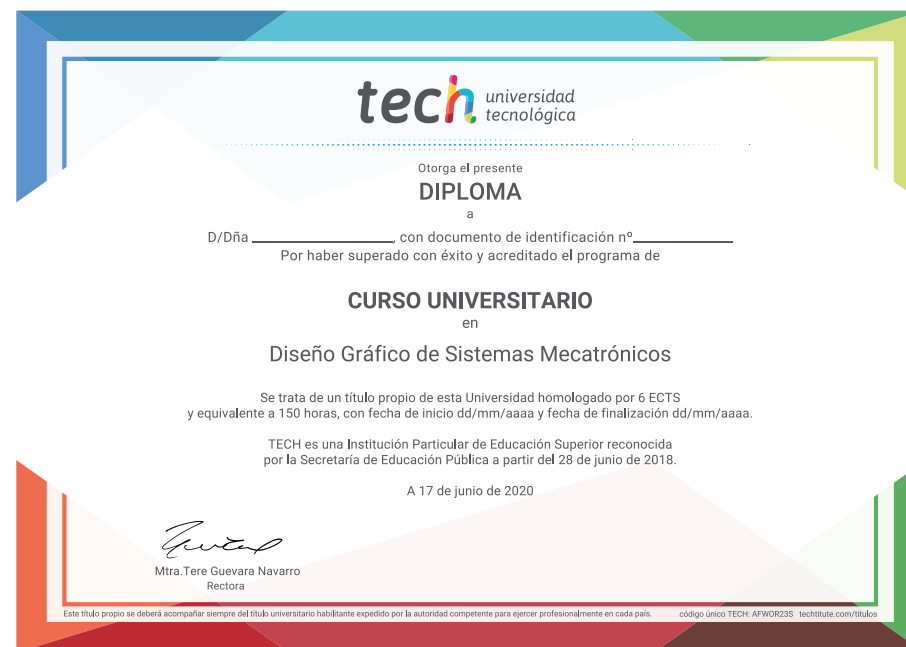 tech universidad
tecnológica
Otorga el presente
DIPLOMA
a
D/Dña ____________________, con documento de identificación nº______________
Por haber superado con éxito y acreditado el programa de
CURSO UNIVERSITARIO
en
Diseño Gráfico de Sistemas Mecatrónicos
Se trata de un título propio de esta Universidad homologado por 6 ECTS
y equivalente a 150 horas, con fecha de inicio dd/mm/aaaa y fecha de finalización dd/mm/aaaa.
TECH es una Institución Particular de Educación Superior reconocida
por la Secretaría de Educación Pública a partir del 28 de junio de 2018.
A 17 de junio de 2020
Mtra.Tere Guevara Navarro
Rectora
Este título propio se deberá acompañar siempre del título universitario habilitante expedido por la autoridad competente para ejercer profesionalmente en cada país. código único TECH: AFWOR23S techtitute.com/titulos